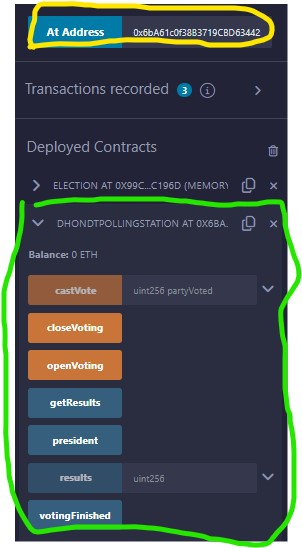 At Address 0x6bA61c0f38B3719CBD63442
Transactions recorded 3 i
Deployed Contracts
ELECTION AT 0X99C...C196D (MEMORY
DHONDTPOLLINGSTATION AT 0X6BA
Balance: 0 ETH
castVote uint256 partyVoted
closeVoting
openVoting
getResults
president
results uint256
votingFinished